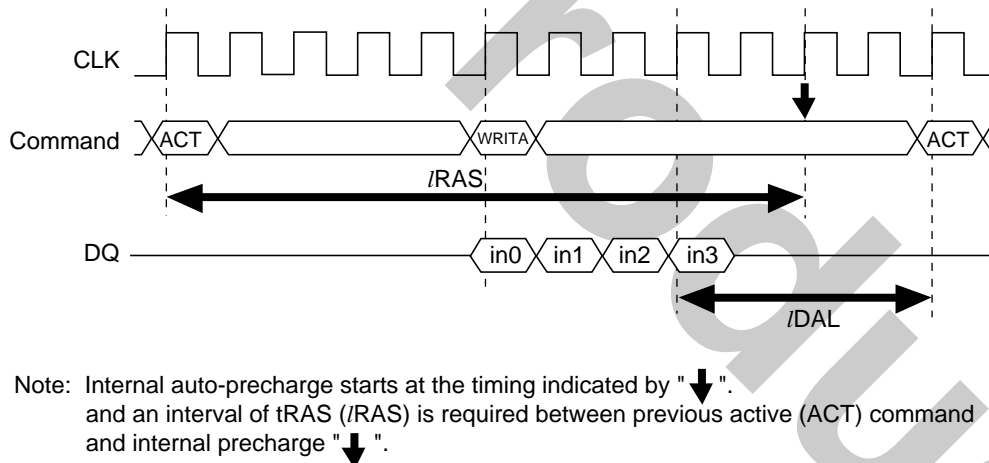 CLK
Command ACT WRITA ACT
lRAS
DQ in0 in1 in2 in3
lDAL
Note: Internal auto-precharge starts at the timing indicated by " ".
and an interval of tRAS (lRAS) is required between previous active (ACT) command
and internal precharge " ".